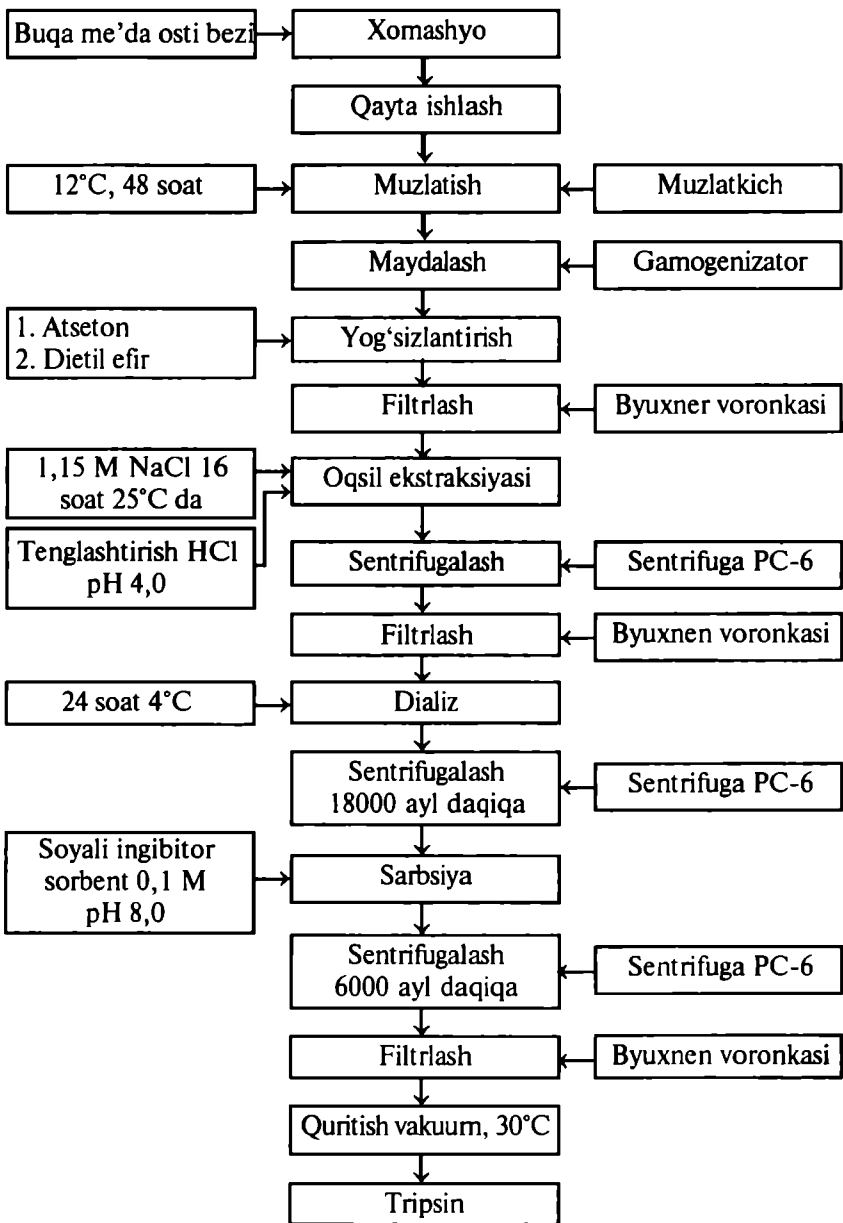 Buqa me’da osti bezi
Xomashyo
Qayta ishlash
12°C, 48 soat
Muzlatish
Muzlatkich
Maydalash
Gamogenizator
1. Atseton
2. Dietil efir
Yog‘sizlantirish
Filtrlash
Byuxner voronkasi
1,15 M NaCl 16
soat 25°C da
Oqsil ekstraksiyasi
Tenglashtirish HCl
pH 4,0
Sentrifugalash
Sentrifuga PC-6
Filtrlash
Byuxnen voronkasi
24 soat 4°C
Dializ
Sentrifugalash
18000 ayl daqiqa
Sentrifuga PC-6
Soyali ingibitor
sorbent 0,1 M
pH 8,0
Sarbsiya
Sentrifugalash
6000 ayl daqiqa
Sentrifuga PC-6
Filtrlash
Byuxnen voronkasi
Quritish vakuum, 30°C
Tripsin